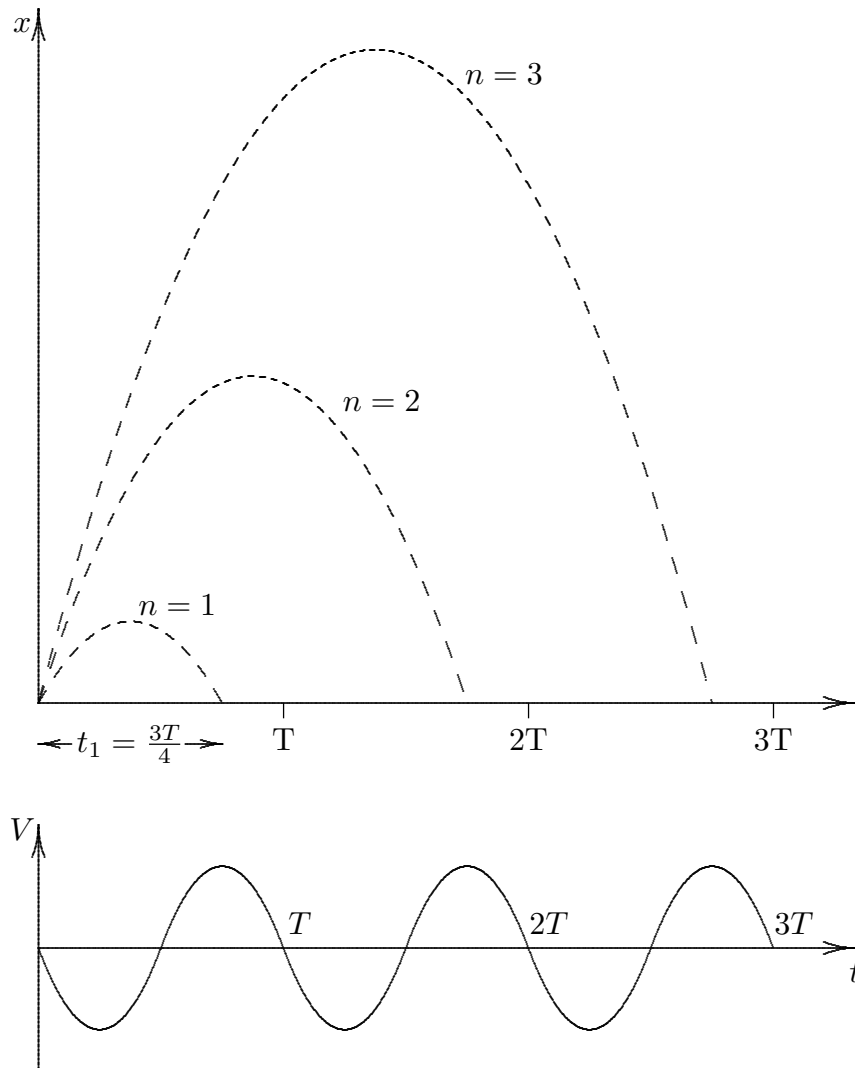 x
n = 3
n = 2
n = 1
t₁ = 3T/4
T 2T 3T
V
T 2T 3T
t